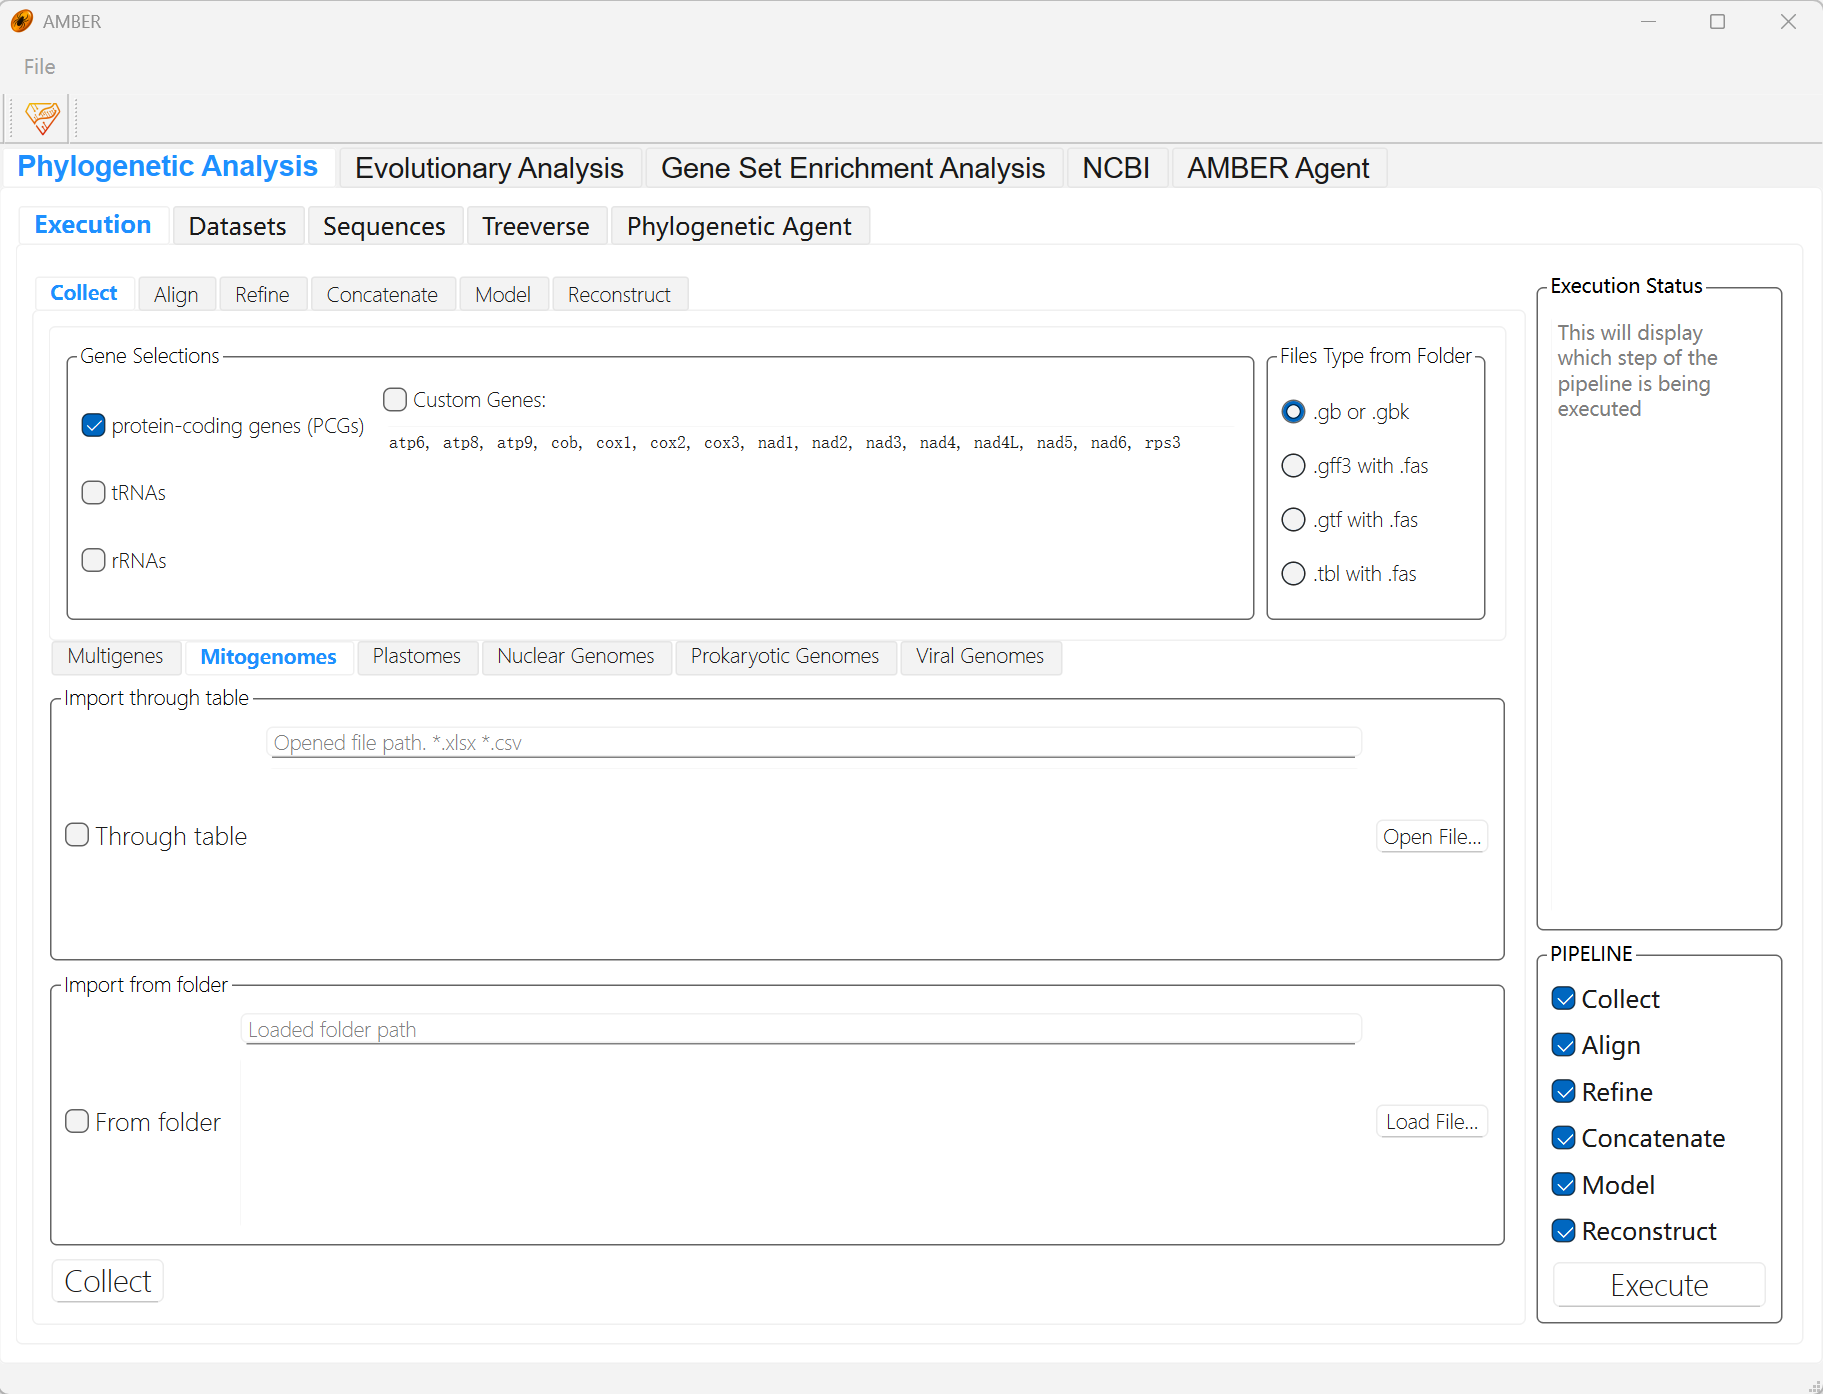 AMBER
File
Phylogenetic Analysis Evolutionary Analysis Gene Set Enrichment Analysis NCBI AMBER Agent
Execution Datasets Sequences Treeverse Phylogenetic Agent
Collect Align Refine Concatenate Model Reconstruct
Gene Selections
protein-coding genes (PCGs)
tRNAs
rRNAs
Custom Genes:
atp6, atp8, atp9, cob, cox1, cox2, cox3, nad1, nad2, nad3, nad4, nad4L, nad5, nad6, rps3
Files Type from Folder
.gb or .gbk
.gff3 with .fas
.gtf with .fas
.tbl with .fas
Multigenes Mitogenomes Plastomes Nuclear Genomes Prokaryotic Genomes Viral Genomes
Import through table
Opened file path. *.xlsx *.csv
Through table
Open File...
Import from folder
Loaded folder path
From folder
Load File...
Collect
Execution Status
This will display
which step of the
pipeline is being
executed
PIPELINE
Collect
Align
Refine
Concatenate
Model
Reconstruct
Execute